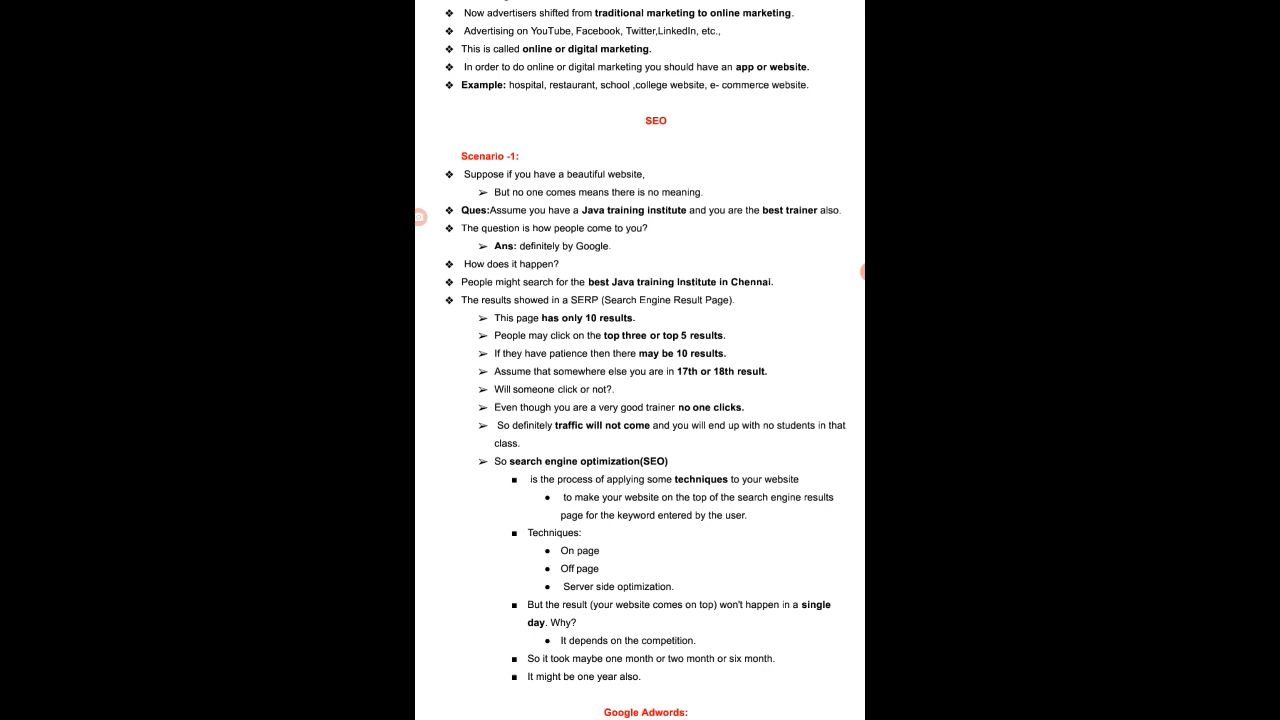 ❖ Now advertisers shifted from traditional marketing to online marketing.
❖ Advertising on YouTube, Facebook, Twitter,LinkedIn, etc.,
❖ This is called online or digital marketing.
❖ In order to do online or digital marketing you should have an app or website.
❖ Example: hospital, restaurant, school ,college website, e- commerce website.
SEO
Scenario -1:
❖ Suppose if you have a beautiful website,
➢ But no one comes means there is no meaning.
❖ Ques:Assume you have a Java training institute and you are the best trainer also.
❖ The question is how people come to you?
➢ Ans: definitely by Google.
❖ How does it happen?
❖ People might search for the best Java training Institute in Chennai.
❖ The results showed in a SERP (Search Engine Result Page).
➢ This page has only 10 results.
➢ People may click on the top three or top 5 results.
➢ If they have patience then there may be 10 results.
➢ Assume that somewhere else you are in 17th or 18th result.
➢ Will someone click or not?.
➢ Even though you are a very good trainer no one clicks.
➢ So definitely traffic will not come and you will end up with no students in that
class.
➢ So search engine optimization(SEO)
■ is the process of applying some techniques to your website
● to make your website on the top of the search engine results
page for the keyword entered by the user.
■ Techniques:
● On page
● Off page
● Server side optimization.
■ But the result (your website comes on top) won't happen in a single
day. Why?
● It depends on the competition.
■ So it took maybe one month or two month or six month.
■ It might be one year also.
Google Adwords: